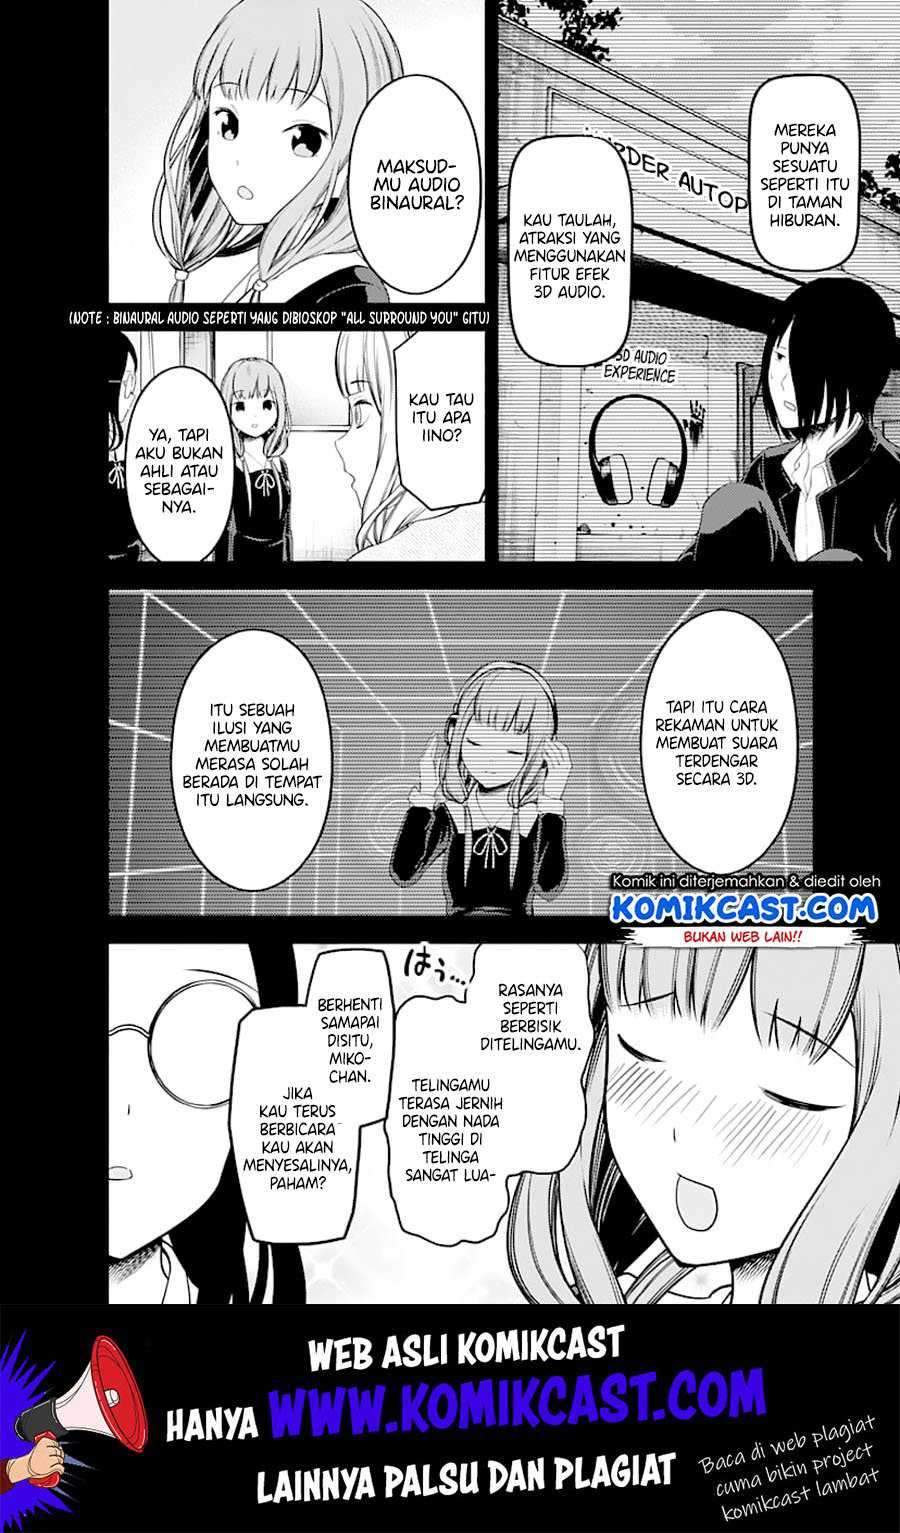 MEREKA
PUNYA
SESUATU
SEPERTI ITU
DI TAMAN
HIBURAN.
RDER AUTOP
KAU TAULAH,
ATRAKSI YANG
MENGGUNAKAN
FITUR EFEK
3D AUDIO.
3D AUDIO
EXPERIENCE
MAKSUD-
MU AUDIO
BINAURAL?
(NOTE : BINAURAL AUDIO SEPERTI YANG DIBIOSKOP "ALL SURROUND YOU" GITU)
KAU TAU
ITU APA
IINO?
YA, TAPI
AKU BUKAN
AHLI ATAU
SEBAGAI-
NYA.
TAPI ITU CARA
REKAMAN UNTUK
MEMBUAT SUARA
TERDENGAR
SECARA 3D.
ITU SEBUAH
ILUSI YANG
MEMBUATMU
MERASA SOLAH
BERADA DI TEMPAT
ITU LANGSUNG.
Komik ini diterjemahkan & diedit oleh
KOMIKCAST.COM
BUKAN WEB LAIN!!
RASANYA
SEPERTI
BERBISIK
DITELINGAMU.
はぅ...
TELINGAMU
TERASA JERNIH
DENGAN NADA
TINGGI DI
TELINGA
SANGAT LUA-
BERHENTI
SAMAPAI
DISITU,
MIKO-
CHAN.
JIKA
KAU TERUS
BERBICARA
KAU AKAN
MENYESALINYA,
PAHAM?
WEB ASLI KOMIKCAST
HANYA WWW.KOMIKCAST.COM
LAINNYA PALSU DAN PLAGIAT
Baca di web plagiat
cuma bikin project
komikcast lambat